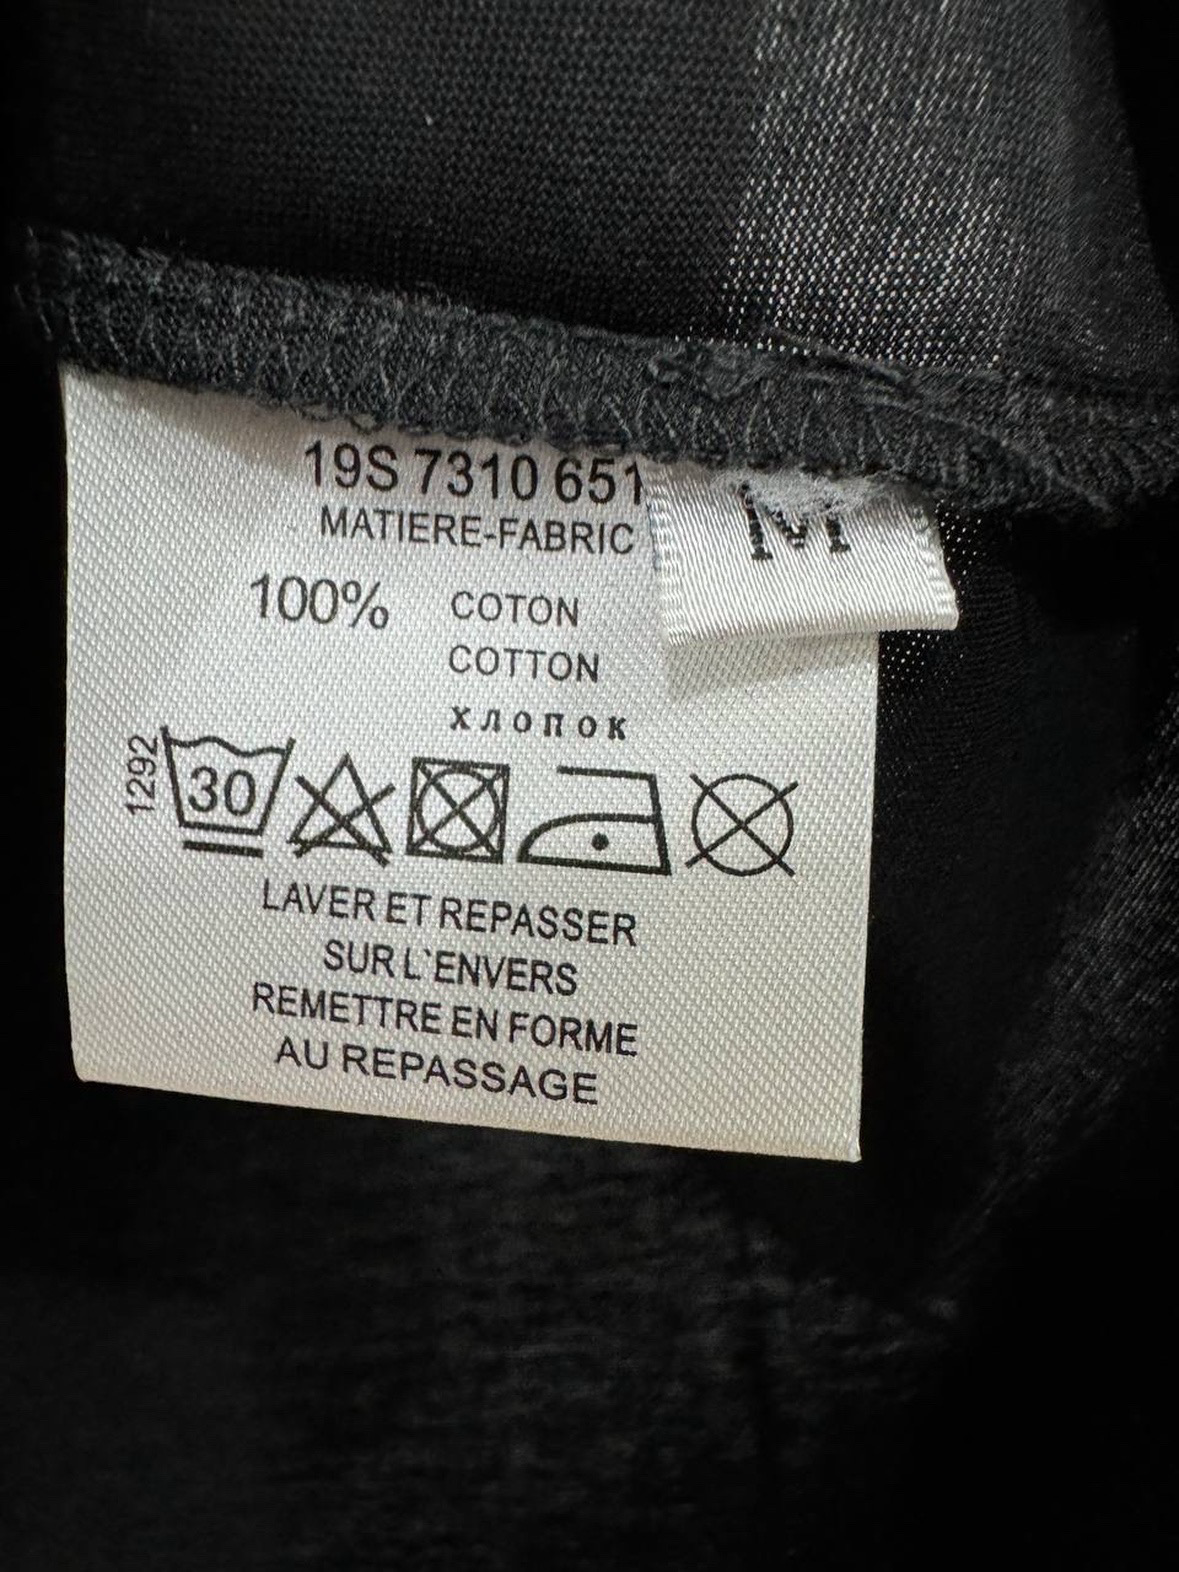 19S 7310 651
M
MATIERE-FABRIC
100% COTON
COTTON
хлопок
1292
30
LAVER ET REPASSER
SUR L`ENVERS
REMETTRE EN FORME
AU REPASSAGE